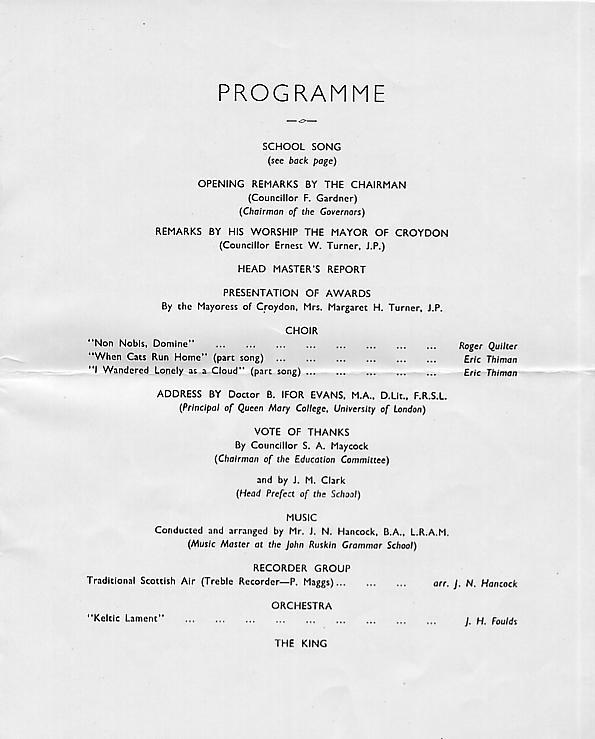 PROGRAMME
SCHOOL SONG
(see back page)
OPENING REMARKS BY THE CHAIRMAN
(Councillor F. Gardner)
(Chairman of the Governors)
REMARKS BY HIS WORSHIP THE MAYOR OF CROYDON
(Councillor Ernest W. Turner, J.P.)
HEAD MASTER'S REPORT
PRESENTATION OF AWARDS
By the Mayoress of Croydon, Mrs. Margaret H. Turner, J.P.
CHOIR
"Non Nobis, Domine" ... ... ... ... ... ... ... ... Roger Quilter
"When Cats Run Home" (part song) ... ... ... ... ... ... Eric Thiman
"I Wandered Lonely as a Cloud" (part song) ... ... ... ... ... Eric Thiman
ADDRESS BY Doctor B. IFOR EVANS, M.A., D.Lit., F.R.S.L.
(Principal of Queen Mary College, University of London)
VOTE OF THANKS
By Councillor S. A. Maycock
(Chairman of the Education Committee)
and by J. M. Clark
(Head Prefect of the School)
MUSIC
Conducted and arranged by Mr. J. N. Hancock, B.A., L.R.A.M.
(Music Master at the John Ruskin Grammar School)
RECORDER GROUP
Traditional Scottish Air (Treble Recorder—P. Maggs)... ... ... arr. J. N. Hancock
ORCHESTRA
"Keltic Lament" ... ... ... ... ... ... ... ... ... J. H. Foulds
THE KING